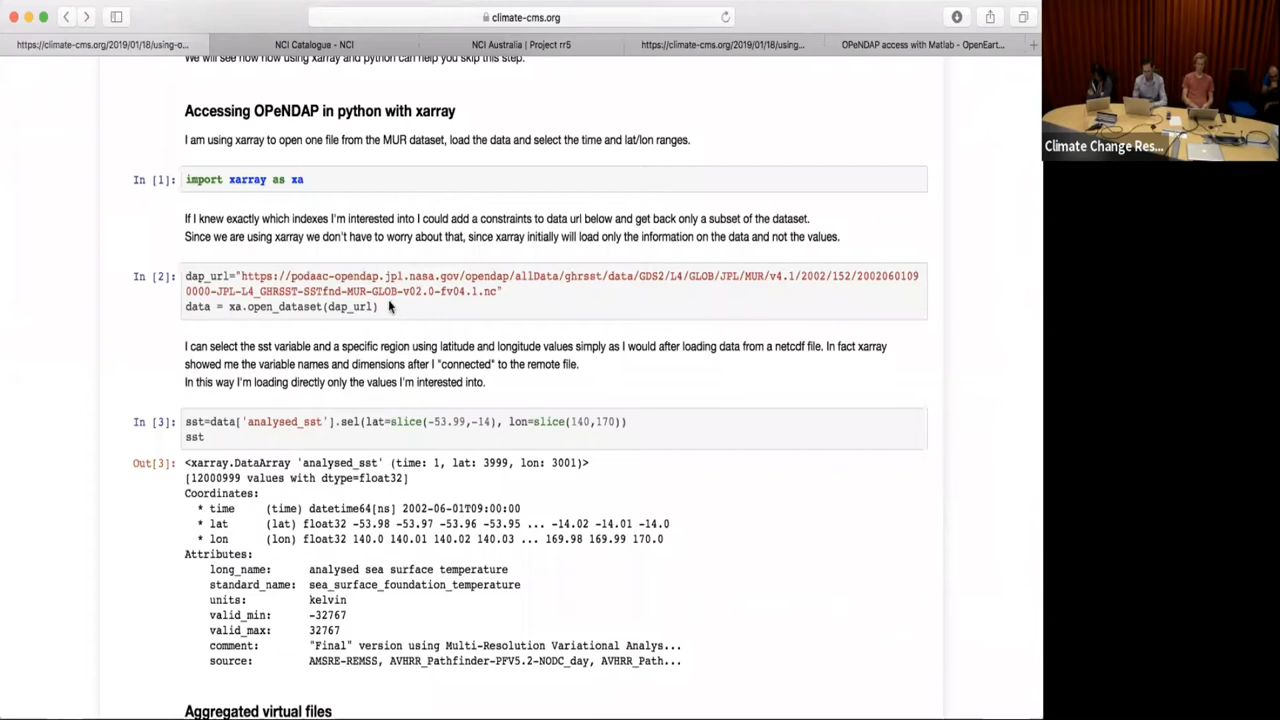 climate-cms.org
https://climate-cms.org/2019/01/18/using-o...
NCI Catalogue - NCI
NCI Australia | Project rr5
https://climate-cms.org/2019/01/18/using...
OPeNDAP access with Matlab - OpenEart...
We will see how now using xarray and python can help you skip this step.
Accessing OPeNDAP in python with xarray
I am using xarray to open one file from the MUR dataset, load the data and select the time and lat/lon ranges.
In [1]: import xarray as xa
If I knew exactly which indexes I'm interested into I could add a constraints to data url below and get back only a subset of the dataset.
Since we are using xarray we don't have to worry about that, since xarray initially will load only the information on the data and not the values.
In [2]: dap_url="https://podaac-opendap.jpl.nasa.gov/opendap/allData/ghrsst/data/GDS2/L4/GLOB/JPL/MUR/v4.1/2002/152/2002060109
0000-JPL-L4_GHRSST-SSTfnd-MUR-GLOB-v02.0-fv04.1.nc"
data = xa.open_dataset(dap_url)
I can select the sst variable and a specific region using latitude and longitude values simply as I would after loading data from a netcdf file. In fact xarray
showed me the variable names and dimensions after I "connected" to the remote file.
In this way I'm loading directly only the values I'm interested into.
In [3]: sst=data['analysed_sst'].sel(lat=slice(-53.99,-14), lon=slice(140,170))
sst
Out[3]: <xarray.DataArray 'analysed_sst' (time: 1, lat: 3999, lon: 3001)>
[12000999 values with dtype=float32]
Coordinates:
* time (time) datetime64[ns] 2002-06-01T09:00:00
* lat (lat) float32 -53.98 -53.97 -53.96 -53.95 ... -14.02 -14.01 -14.0
* lon (lon) float32 140.0 140.01 140.02 140.03 ... 169.98 169.99 170.0
Attributes:
long_name: analysed sea surface temperature
standard_name: sea_surface_foundation_temperature
units: kelvin
valid_min: -32767
valid_max: 32767
comment: "Final" version using Multi-Resolution Variational Analys...
source: AMSRE-REMSS, AVHRR_Pathfinder-PFV5.2-NODC_day, AVHRR_Path...
Aggregated virtual files
Climate Change Res...